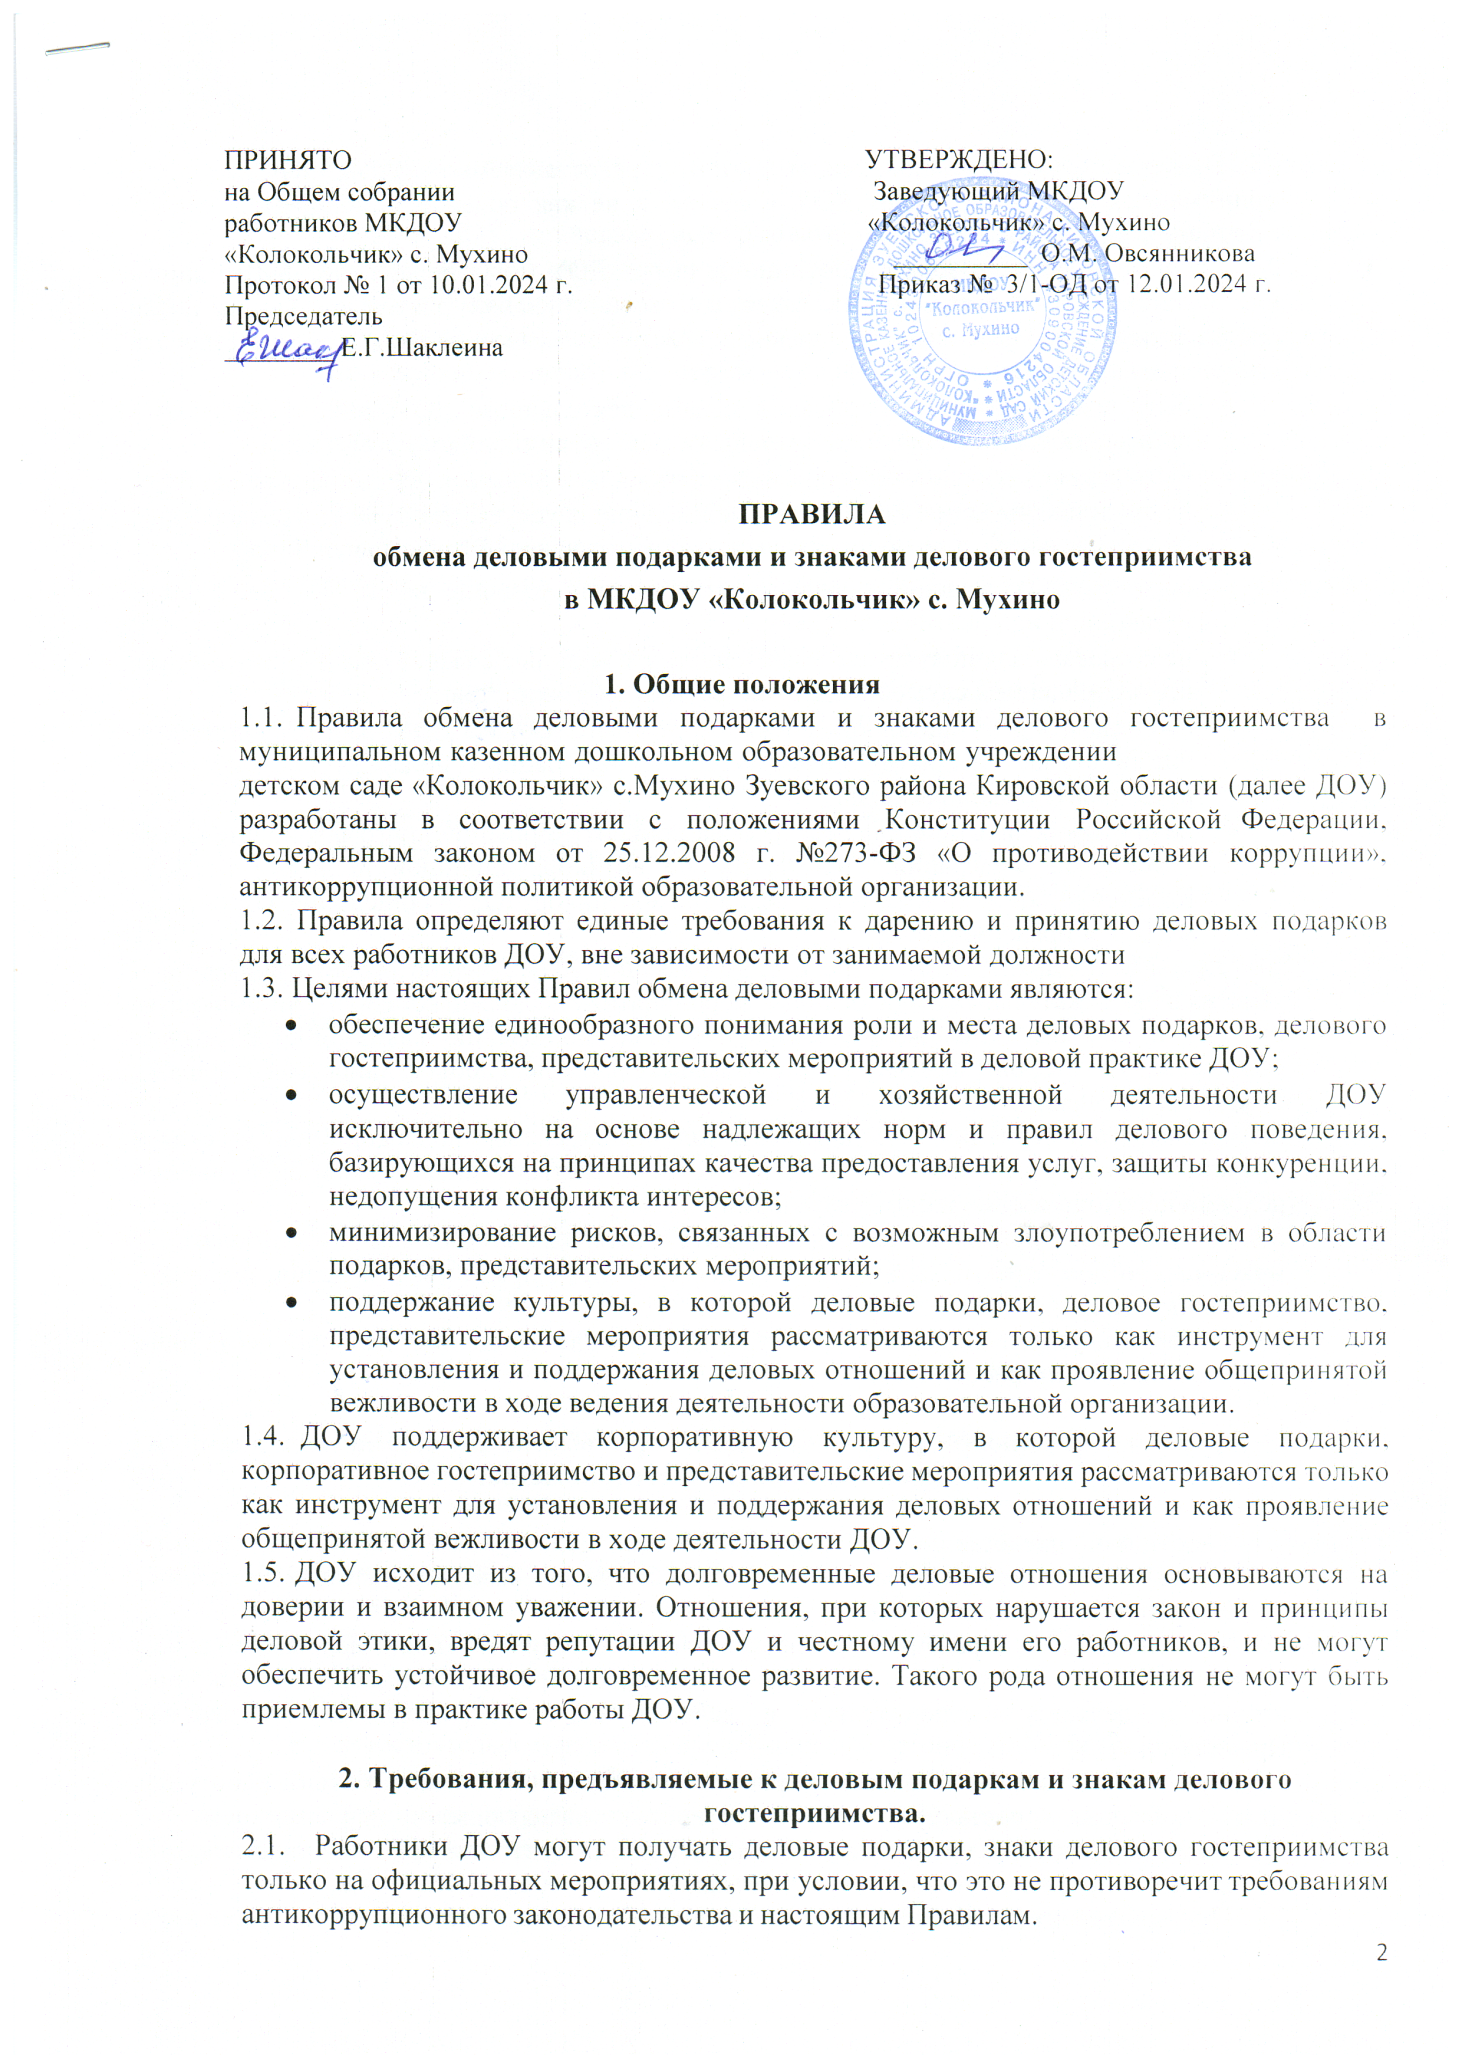 ПРИНЯТО
на Общем собрании
работников МКДОУ
«Колокольчик» с. Мухино
Протокол № 1 от 10.01.2024 г.
Председатель
Е.Г.Шаклеина
УТВЕРЖДЕНО:
Заведующий МКДОУ
«Колокольчик» с. Мухино
О.М. Овсянникова
Приказ № 3/1-ОД от 12.01.2024 г.
МКДОУ
"Колокольчик"
с. Мухино
ПРАВИЛА
обмена деловыми подарками и знаками делового гостеприимства
в МКДОУ «Колокольчик» с. Мухино
1. Общие положения
1.1. Правила обмена деловыми подарками и знаками делового гостеприимства в
муниципальном казенном дошкольном образовательном учреждении
детском саде «Колокольчик» с.Мухино Зуевского района Кировской области (далее ДОУ)
разработаны в соответствии с положениями Конституции Российской Федерации,
Федеральным законом от 25.12.2008 г. №273-ФЗ «О противодействии коррупции»,
антикоррупционной политикой образовательной организации.
1.2. Правила определяют единые требования к дарению и принятию деловых подарков
для всех работников ДОУ, вне зависимости от занимаемой должности
1.3. Целями настоящих Правил обмена деловыми подарками являются:
• обеспечение единообразного понимания роли и места деловых подарков, делового
гостеприимства, представительских мероприятий в деловой практике ДОУ;
• осуществление управленческой и хозяйственной деятельности ДОУ
исключительно на основе надлежащих норм и правил делового поведения,
базирующихся на принципах качества предоставления услуг, защиты конкуренции,
недопущения конфликта интересов;
• минимизирование рисков, связанных с возможным злоупотреблением в области
подарков, представительских мероприятий;
• поддержание культуры, в которой деловые подарки, деловое гостеприимство,
представительские мероприятия рассматриваются только как инструмент для
установления и поддержания деловых отношений и как проявление общепринятой
вежливости в ходе ведения деятельности образовательной организации.
1.4. ДОУ поддерживает корпоративную культуру, в которой деловые подарки,
корпоративное гостеприимство и представительские мероприятия рассматриваются только
как инструмент для установления и поддержания деловых отношений и как проявление
общепринятой вежливости в ходе деятельности ДОУ.
1.5. ДОУ исходит из того, что долговременные деловые отношения основываются на
доверии и взаимном уважении. Отношения, при которых нарушается закон и принципы
деловой этики, вредят репутации ДОУ и честному имени его работников, и не могут
обеспечить устойчивое долговременное развитие. Такого рода отношения не могут быть
приемлемы в практике работы ДОУ.
2. Требования, предъявляемые к деловым подаркам и знакам делового
гостеприимства.
2.1. Работники ДОУ могут получать деловые подарки, знаки делового гостеприимства
только на официальных мероприятиях, при условии, что это не противоречит требованиям
антикоррупционного законодательства и настоящим Правилам.
2